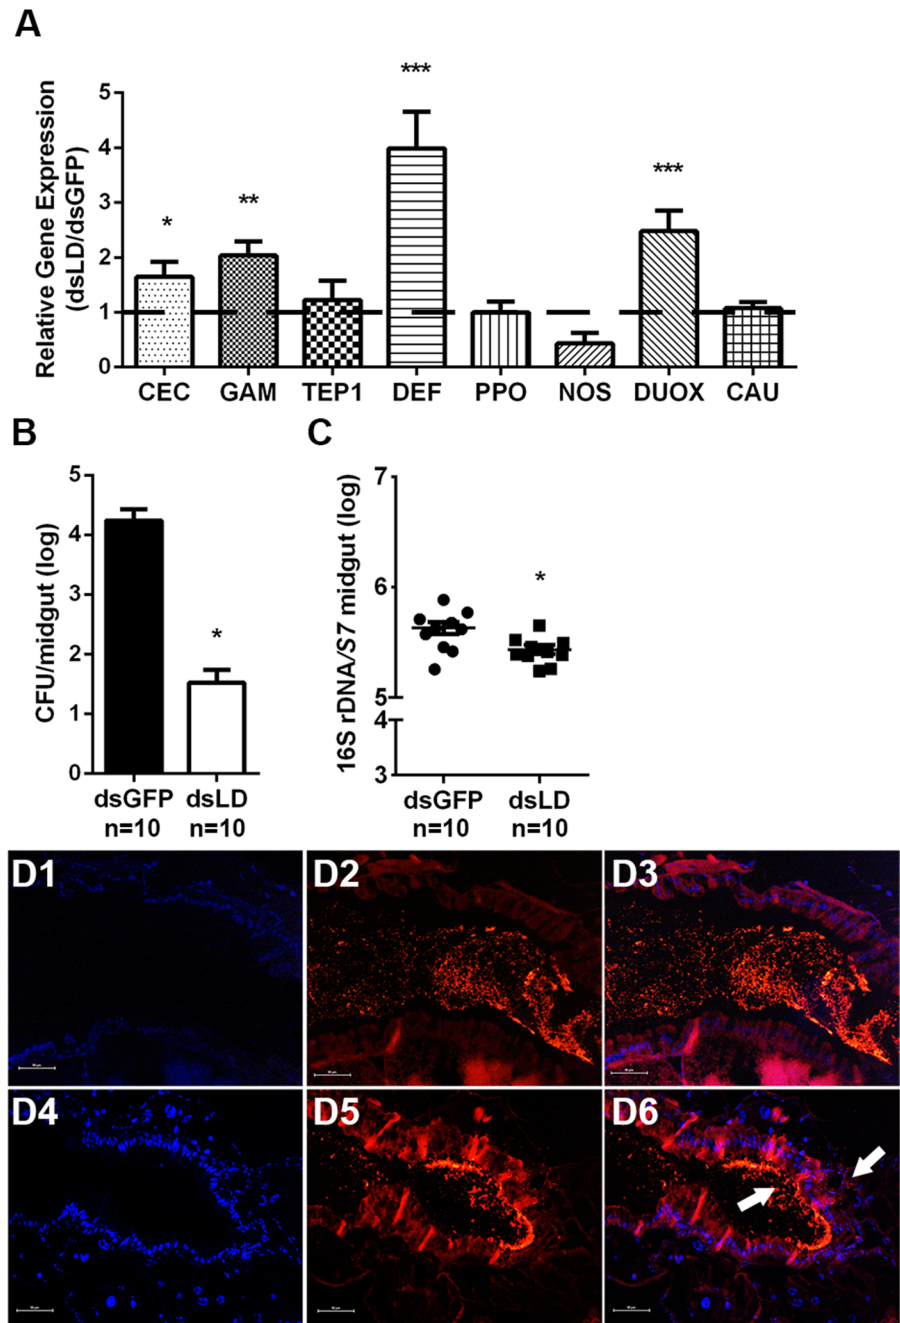 A
Relative Gene Expression
(dsLD/dsGFP)
5
4
3
2
1
0
*
**
***
***
CEC GAM TEP1 DEF PPO NOS DUOX CAU
B
CFU/midgut (log)
5
4
3
2
1
0
*
dsGFP dsLD
n=10 n=10
C
16S rDNA/S7 midgut (log)
7
6
5
4
3
*
dsGFP dsLD
n=10 n=10
D1 D2 D3
D4 D5 D6